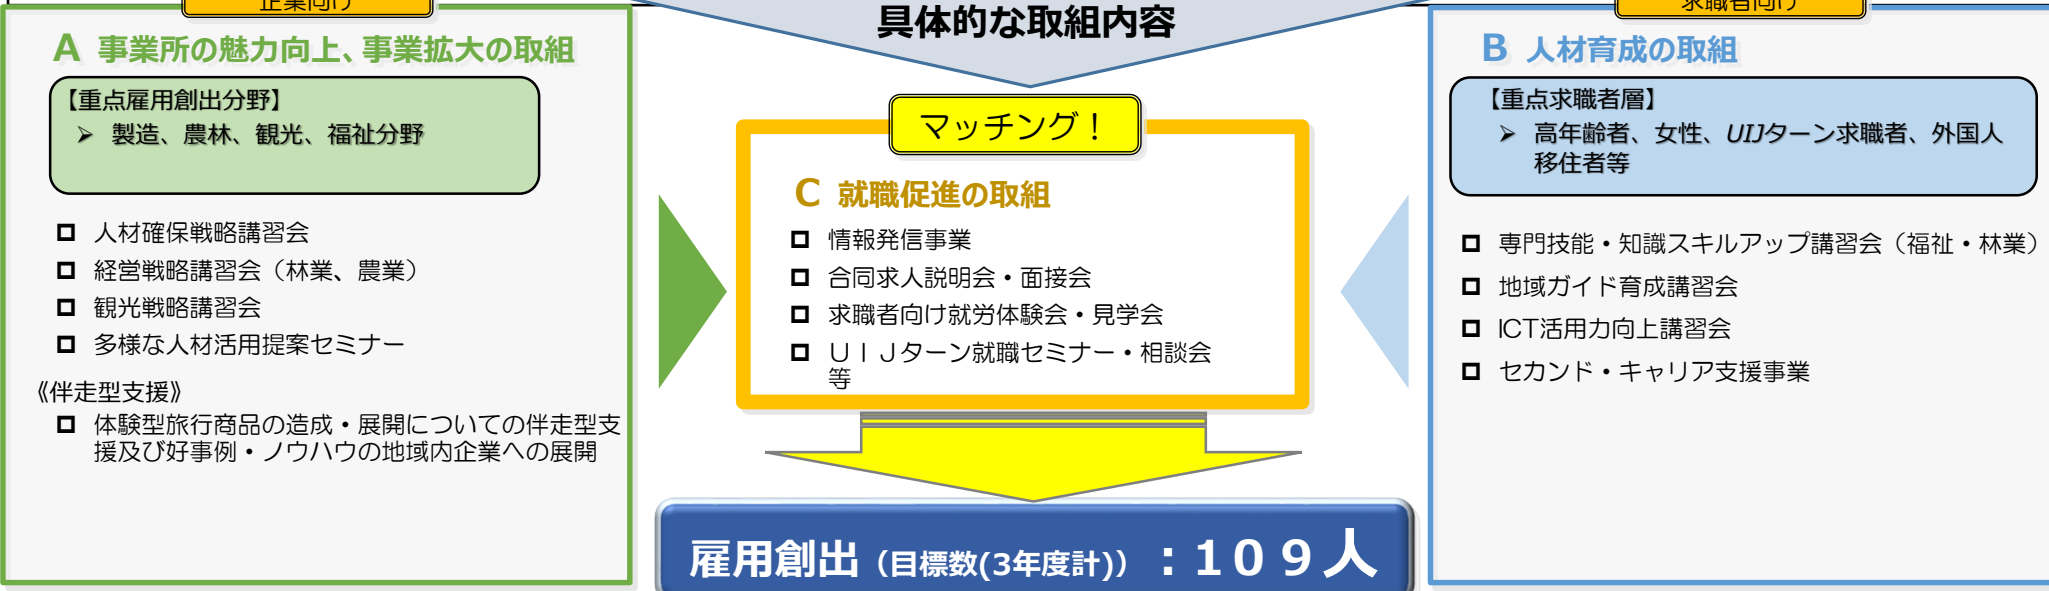 企業向け
A 事業所の魅力向上、事業拡大の取組
【重点雇用創出分野】
➢ 製造、農林、観光、福祉分野
人材確保戦略講習会
経営戦略講習会（林業、農業）
観光戦略講習会
多様な人材活用提案セミナー
《伴走型支援》
体験型旅行商品の造成・展開についての伴走型支
援及び好事例・ノウハウの地域内企業への展開
具体的な取組内容
マッチング！
C 就職促進の取組
情報発信事業
合同求人説明会・面接会
求職者向け就労体験会・見学会
ＵＩＪターン就職セミナー・相談会
等
雇用創出（目標数(3年度計)）：１０９人
求職者向け
B 人材育成の取組
【重点求職者層】
➢ 高年齢者、女性、UIJターン求職者、外国人
移住者等
専門技能・知識スキルアップ講習会（福祉・林業）
地域ガイド育成講習会
ICT活用力向上講習会
セカンド・キャリア支援事業